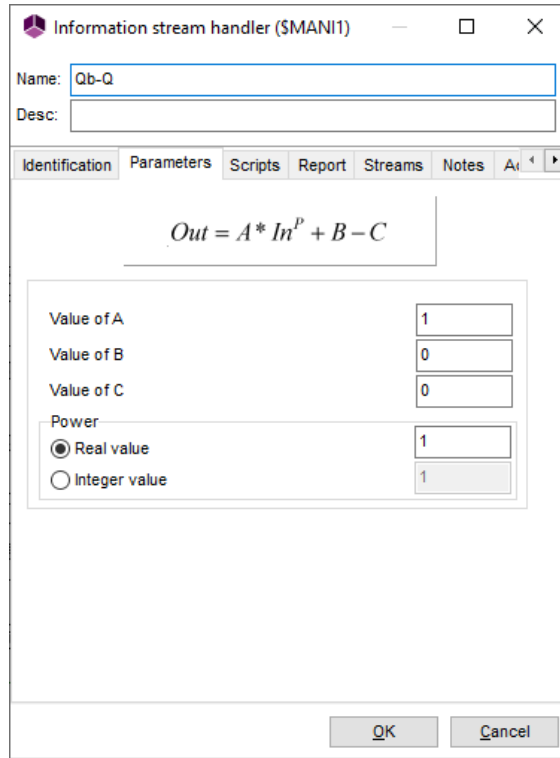 Information stream handler ($MANI1)
Name: Qb-Q
Desc:
Identification Parameters Scripts Report Streams Notes
Out = A* In^P + B − C
Value of A 1
Value of B 0
Value of C 0
Power
Real value 1
Integer value 1
OK Cancel